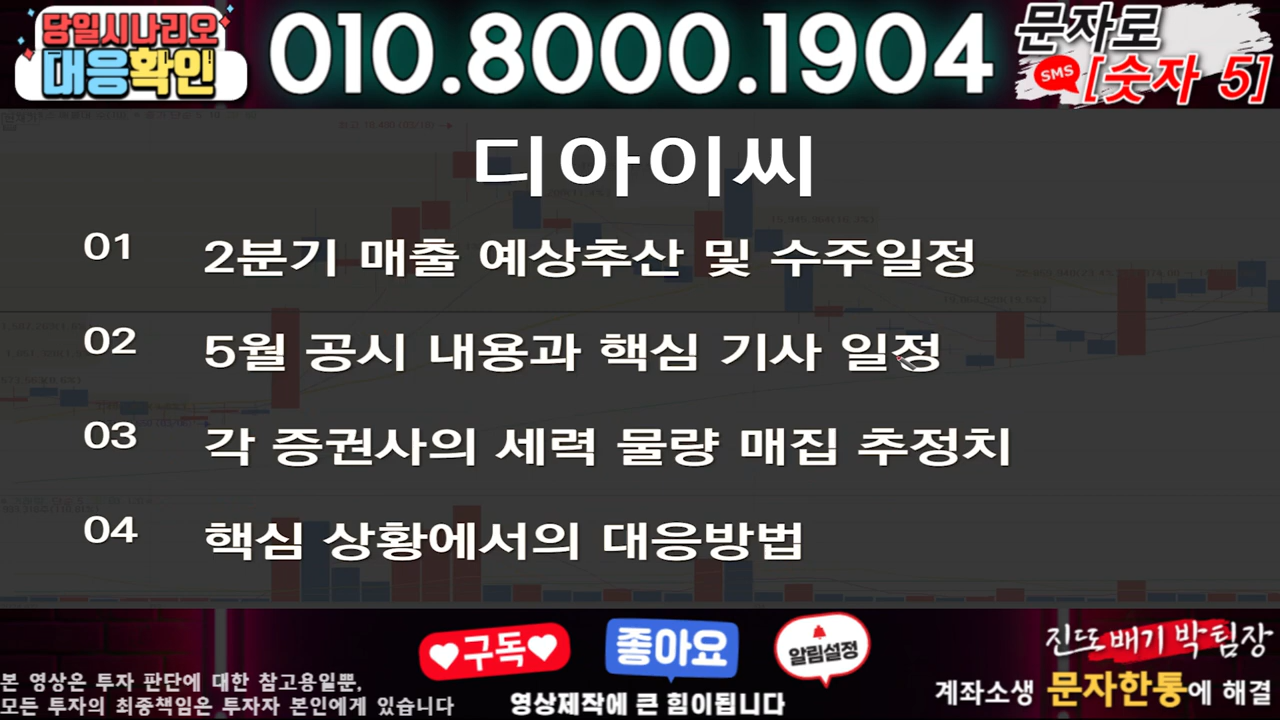 당일시나리오
대응확인
010.8000.1904
문자로
SMS [숫자 5]
디아이씨
01 2분기 매출 예상추산 및 수주일정
02 5월 공시 내용과 핵심 기사 일정
03 각 증권사의 세력 물량 매집 추정치
04 핵심 상황에서의 대응방법
구독
좋아요
알림설정
영상제작에 큰 힘이됩니다
본 영상은 투자 판단에 대한 참고용일뿐,
모든 투자의 최종책임은 투자자 본인에게 있습니다
진또배기 박팀장
계좌소생 문자한통에 해결